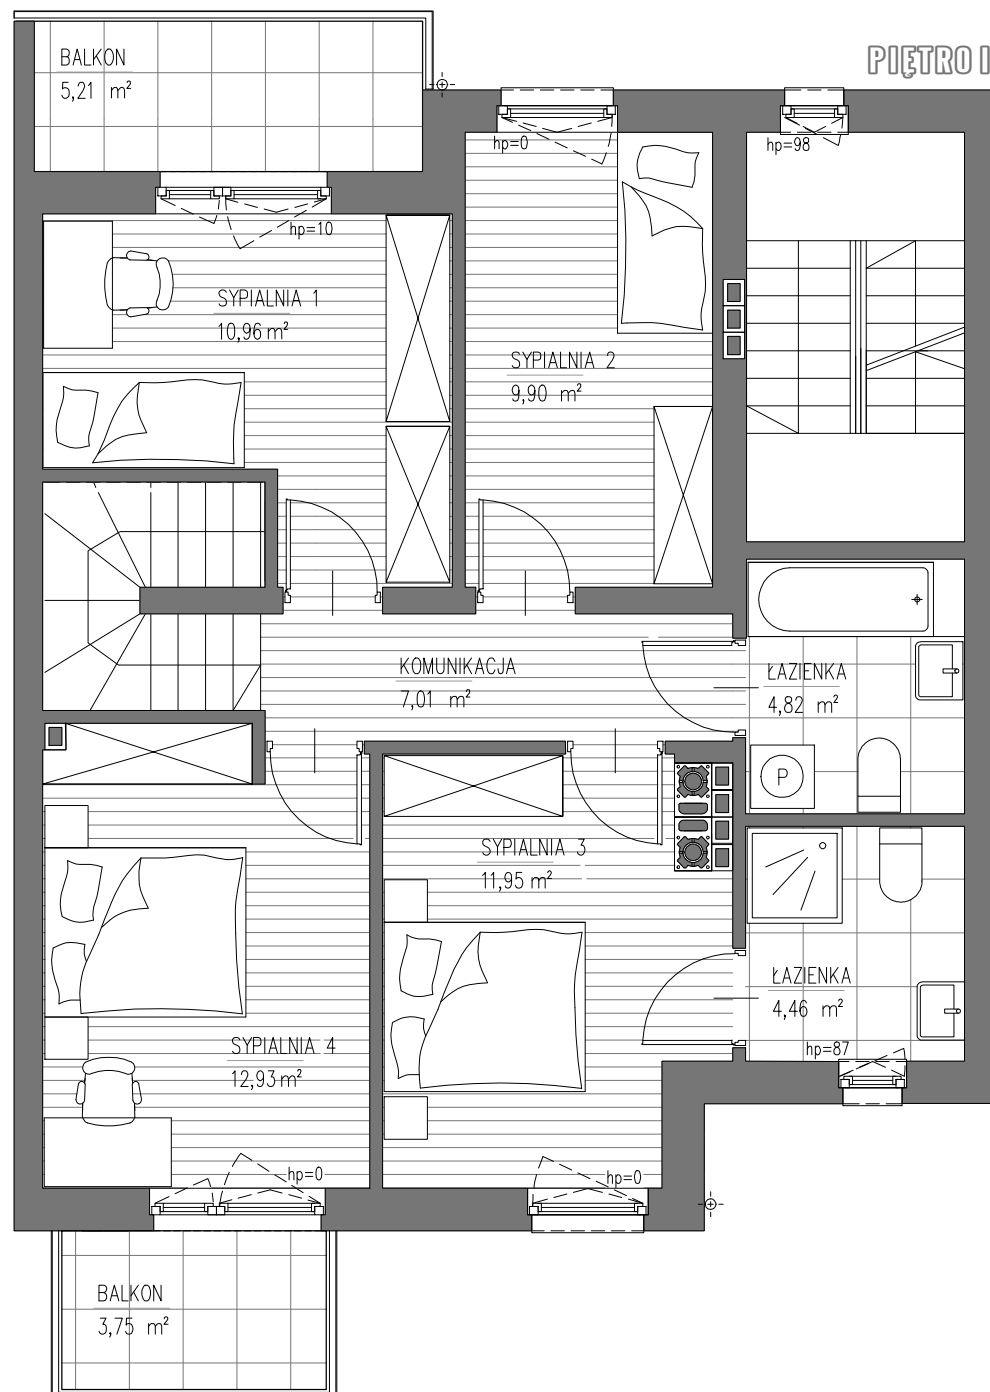 PIĘTRO I
BALKON
5,21 m²
hp=0
hp=98
hp=10
SYPIALNIA 1
10,96 m²
SYPIALNIA 2
9,90 m²
KOMUNIKACJA
7,01 m²
ŁAZIENKA
4,82 m²
P
SYPIALNIA 3
11,95 m²
ŁAZIENKA
4,46 m²
hp=87
SYPIALNIA 4
12,93 m²
hp=0
hp=0
BALKON
3,75 m²